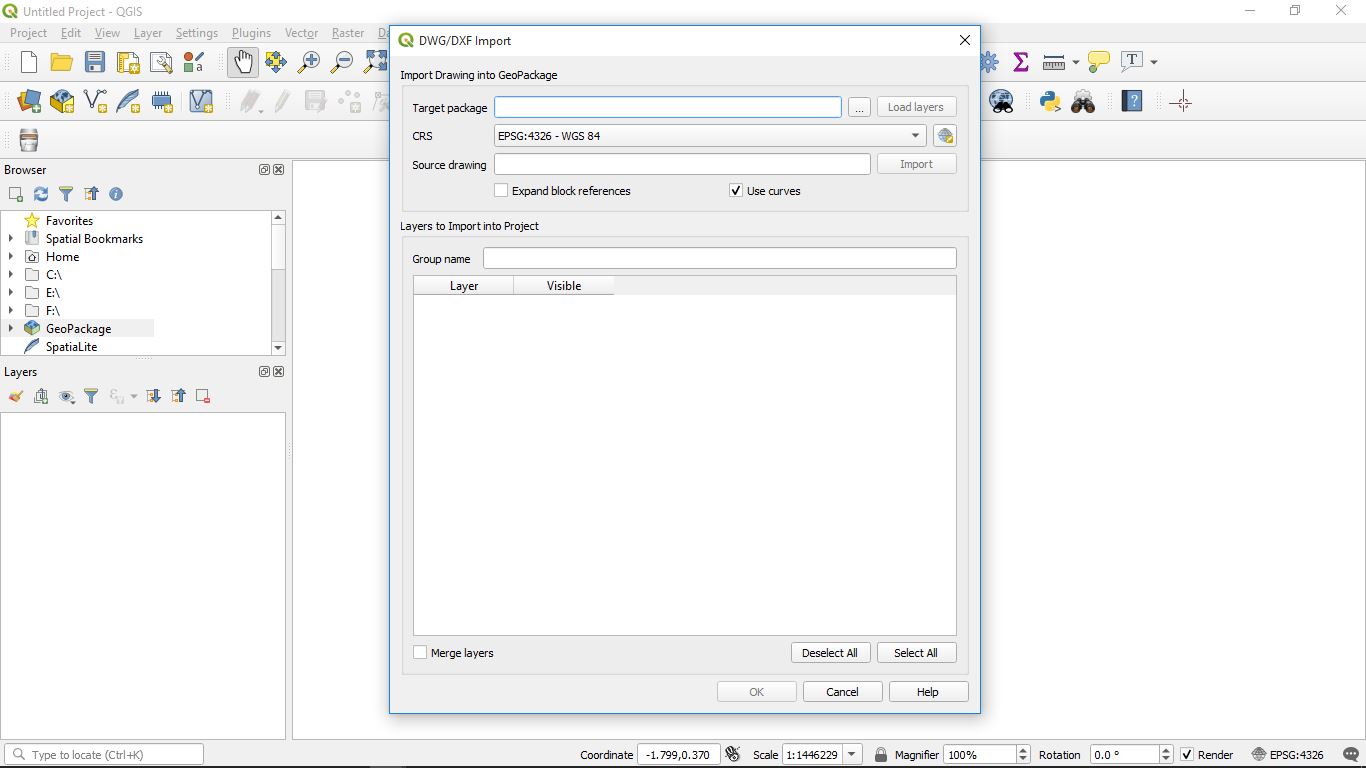 Untitled Project - QGIS
Project Edit View Layer Settings Plugins Vector Raster
DWG/DXF Import
Import Drawing into GeoPackage
Target package ... Load layers
CRS EPSG:4326 - WGS 84
Source drawing Import
Expand block references Use curves
Layers to Import into Project
Group name
Layer Visible
Merge layers Deselect All Select All
OK Cancel Help
Browser
Favorites
Spatial Bookmarks
Home
C:\
E:\
F:\
GeoPackage
SpatiaLite
Layers
Type to locate (Ctrl+K) Coordinate -1.799,0.370 Scale 1:1446229 Magnifier 100% Rotation 0.0 ° Render EPSG:4326